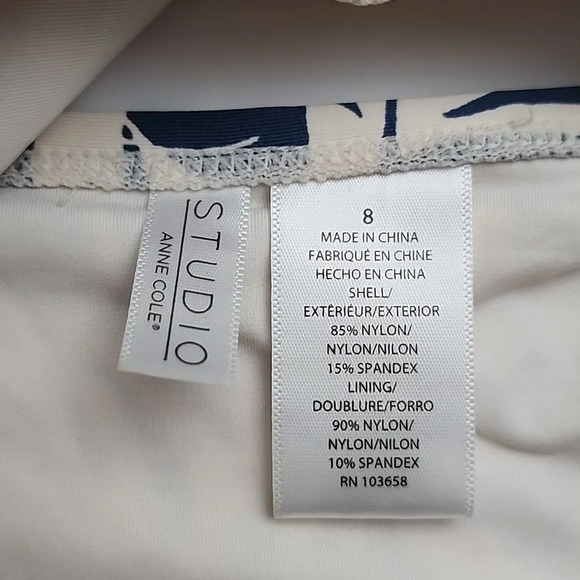 STUDIO
ANNE COLE®
8
MADE IN CHINA
FABRIQUÉ EN CHINE
HECHO EN CHINA
SHELL/
EXTÉRIÉUR/EXTERIOR
85% NYLON/
NYLON/NILON
15% SPANDEX
LINING/
DOUBLURE/FORRO
90% NYLON/
NYLON/NILON
10% SPANDEX
RN 103658